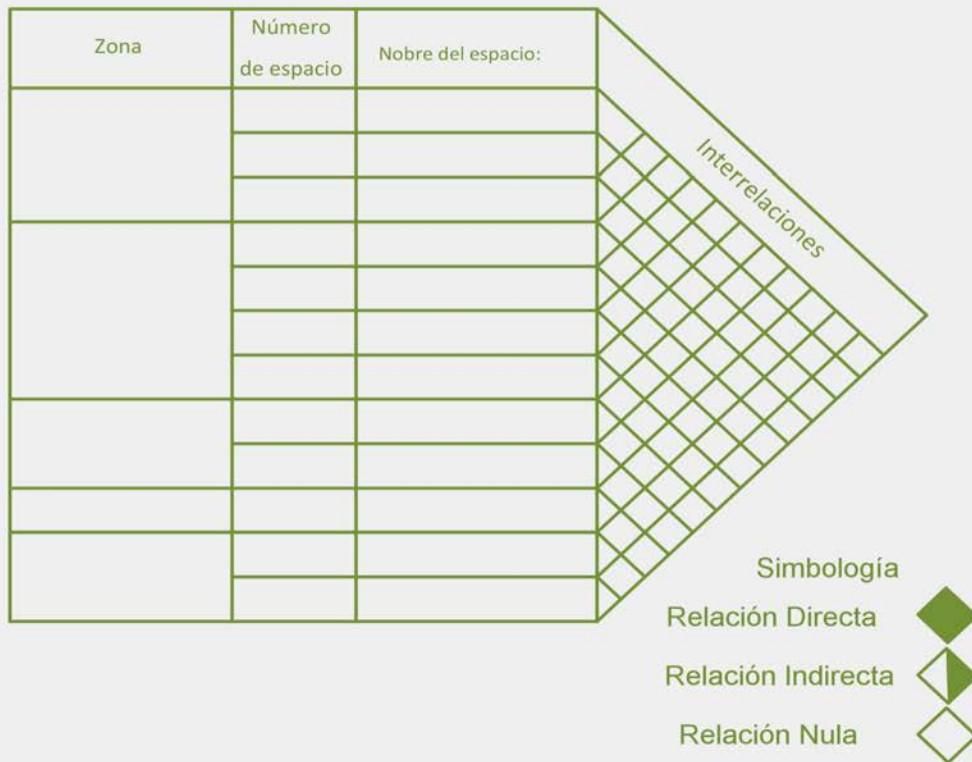 Zona
Número
de espacio
Nobre del espacio:
Interrelaciones
Simbología
Relación Directa
Relación Indirecta
Relación Nula